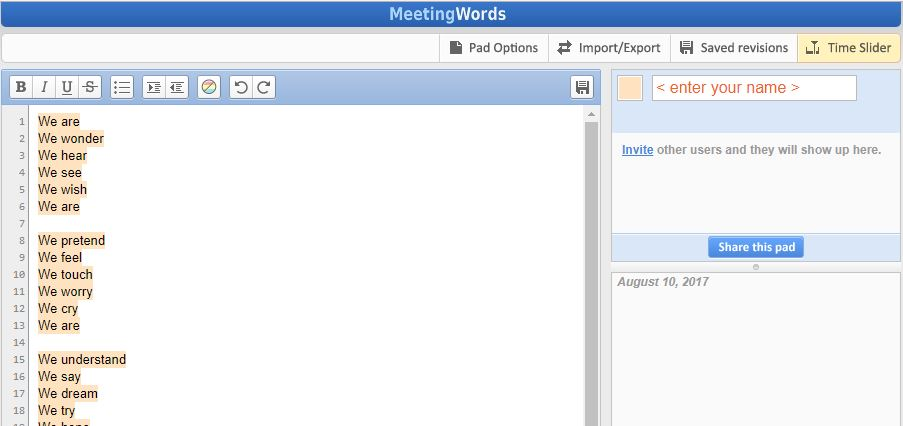 MeetingWords
Pad Options Import/Export Saved revisions Time Slider
B I U S
< enter your name >
Invite other users and they will show up here.
Share this pad
August 10, 2017
1 We are
2 We wonder
3 We hear
4 We see
5 We wish
6 We are
7
8 We pretend
9 We feel
10 We touch
11 We worry
12 We cry
13 We are
14
15 We understand
16 We say
17 We dream
18 We try